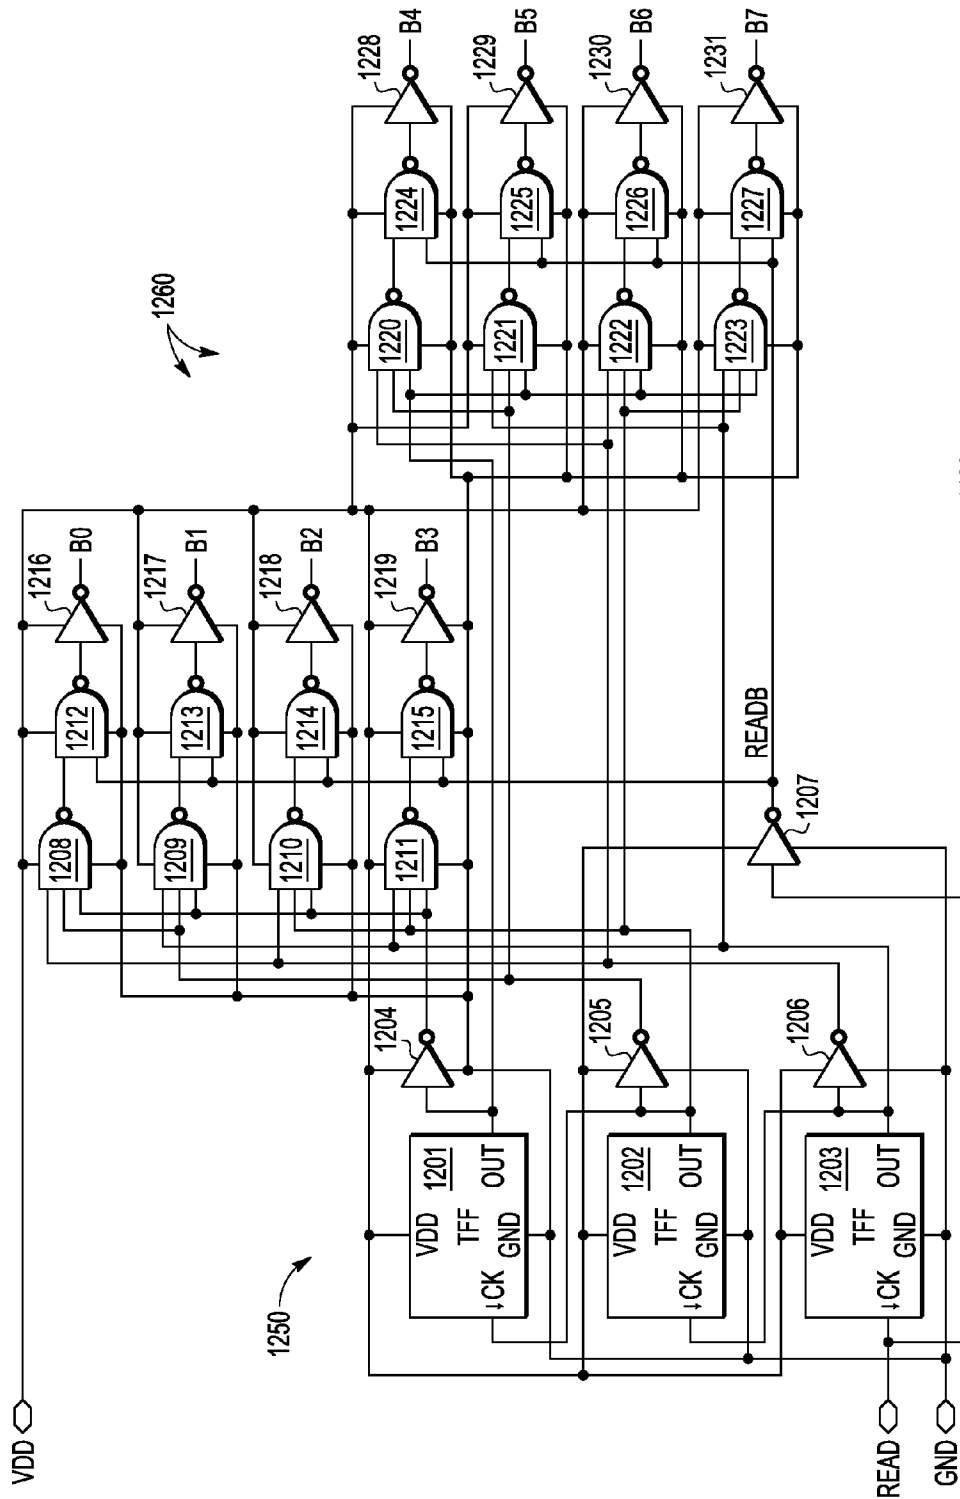 1260
1228
B4
1224
1220
1229
B5
1225
1221
1230
B6
1226
1222
1231
B7
1227
1223
1216
B0
1212
1208
1217
B1
1213
1209
1218
B2
1214
1210
1219
B3
1215
1211
READB
1207
1204
1205
1206
1250
VDD
1201
TFF
↓CK
GND
OUT
VDD
1202
TFF
↓CK
GND
OUT
VDD
1203
TFF
↓CK
GND
OUT
VDD
READ
GND